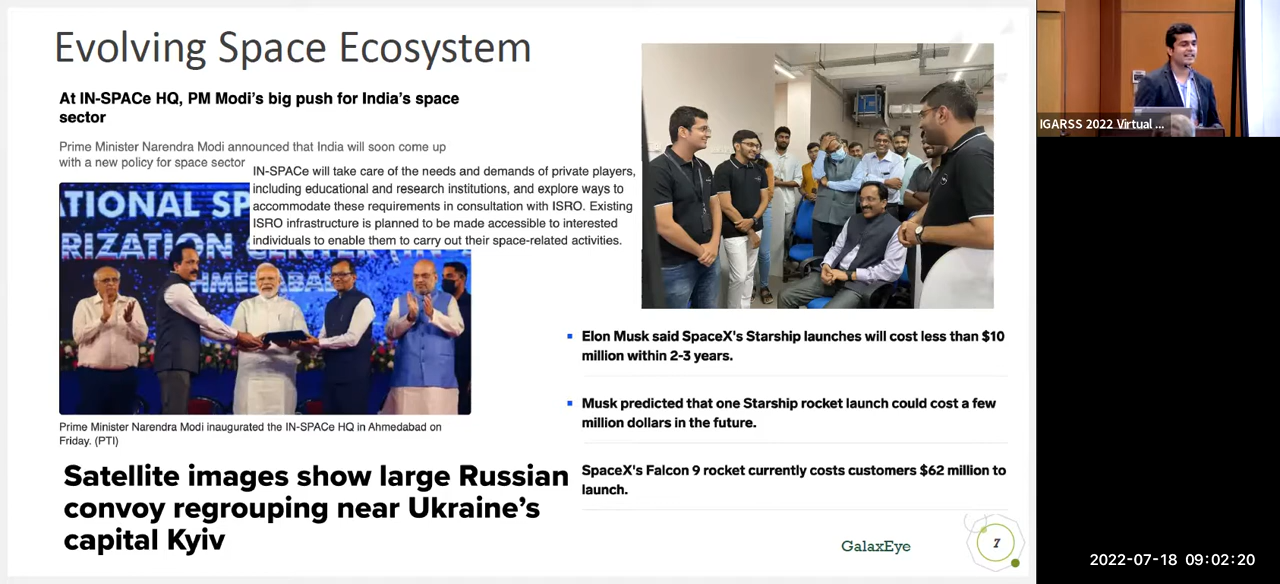 Evolving Space Ecosystem
At IN-SPACe HQ, PM Modi's big push for India's space
sector
Prime Minister Narendra Modi announced that India will soon come up
with a new policy for space sector
IN-SPACe will take care of the needs and demands of private players,
including educational and research institutions, and explore ways to
accommodate these requirements in consultation with ISRO. Existing
ISRO infrastructure is planned to be made accessible to interested
individuals to enable them to carry out their space-related activities.
ATIONAL SP
RIZATION CENTER (IN-
HMEDABAD
Prime Minister Narendra Modi inaugurated the IN-SPACe HQ in Ahmedabad on
Friday. (PTI)
Satellite images show large Russian
convoy regrouping near Ukraine's
capital Kyiv
Elon Musk said SpaceX's Starship launches will cost less than $10
million within 2-3 years.
Musk predicted that one Starship rocket launch could cost a few
million dollars in the future.
SpaceX's Falcon 9 rocket currently costs customers $62 million to
launch.
GalaxEye
7
IGARSS 2022 Virtual ...
2022-07-18 09:02:20